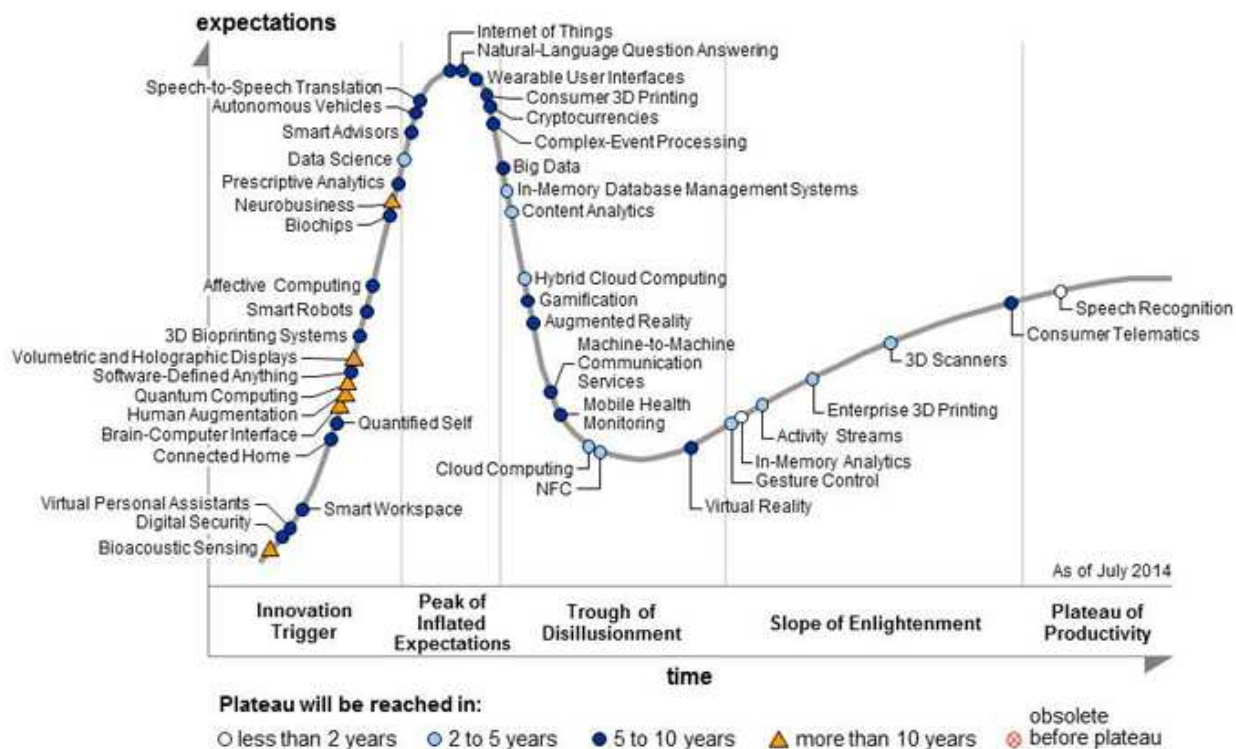 expectations
Internet of Things
Natural-Language Question Answering
Wearable User Interfaces
Speech-to-Speech Translation
Consumer 3D Printing
Autonomous Vehicles
Cryptocurrencies
Smart Advisors
Complex-Event Processing
Data Science
Big Data
Prescriptive Analytics
In-Memory Database Management Systems
Neurobusiness
Content Analytics
Biochips
Hybrid Cloud Computing
Affective Computing
Gamification
Smart Robots
Augmented Reality
Speech Recognition
3D Bioprinting Systems
Consumer Telematics
Machine-to-Machine
Communication
Services
Volumetric and Holographic Displays
3D Scanners
Software-Defined Anything
Quantum Computing
Human Augmentation
Mobile Health
Monitoring
Enterprise 3D Printing
Quantified Self
Brain-Computer Interface
Activity Streams
Connected Home
Cloud Computing
In-Memory Analytics
NFC
Gesture Control
Virtual Personal Assistants
Smart Workspace
Virtual Reality
Digital Security
Bioacoustic Sensing
As of July 2014
Innovation
Trigger
Peak of
Inflated
Expectations
Trough of
Disillusionment
Slope of Enlightenment
Plateau of
Productivity
time
Plateau will be reached in:
less than 2 years
2 to 5 years
5 to 10 years
more than 10 years
obsolete
before plateau